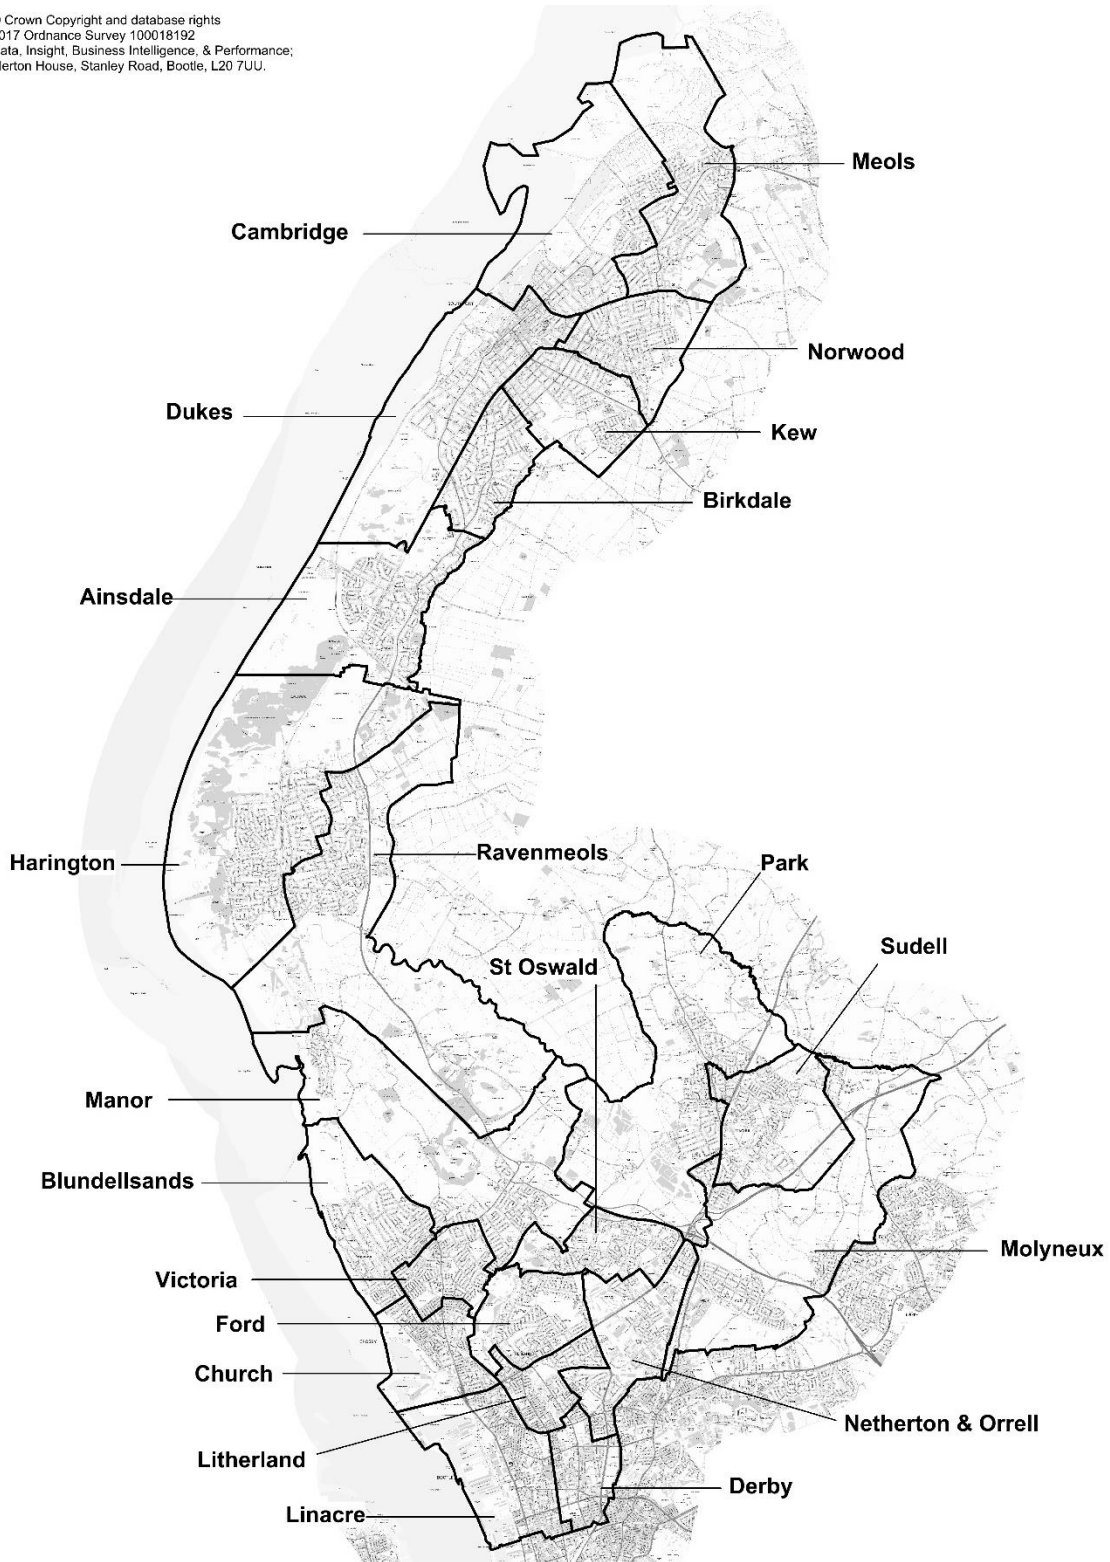 Crown Copyright and database rights
017 Ordnance Survey 100018192
ata, Insight, Business Intelligence, & Performance;
erton House, Stanley Road, Bootle, L20 7UU.
Meols
Cambridge
Norwood
Dukes
Kew
Birkdale
Ainsdale
Harington
Ravenmeols
Park
Sudell
St Oswald
Manor
Blundellsands
Molyneux
Victoria
Ford
Church
Netherton & Orrell
Litherland
Derby
Linacre